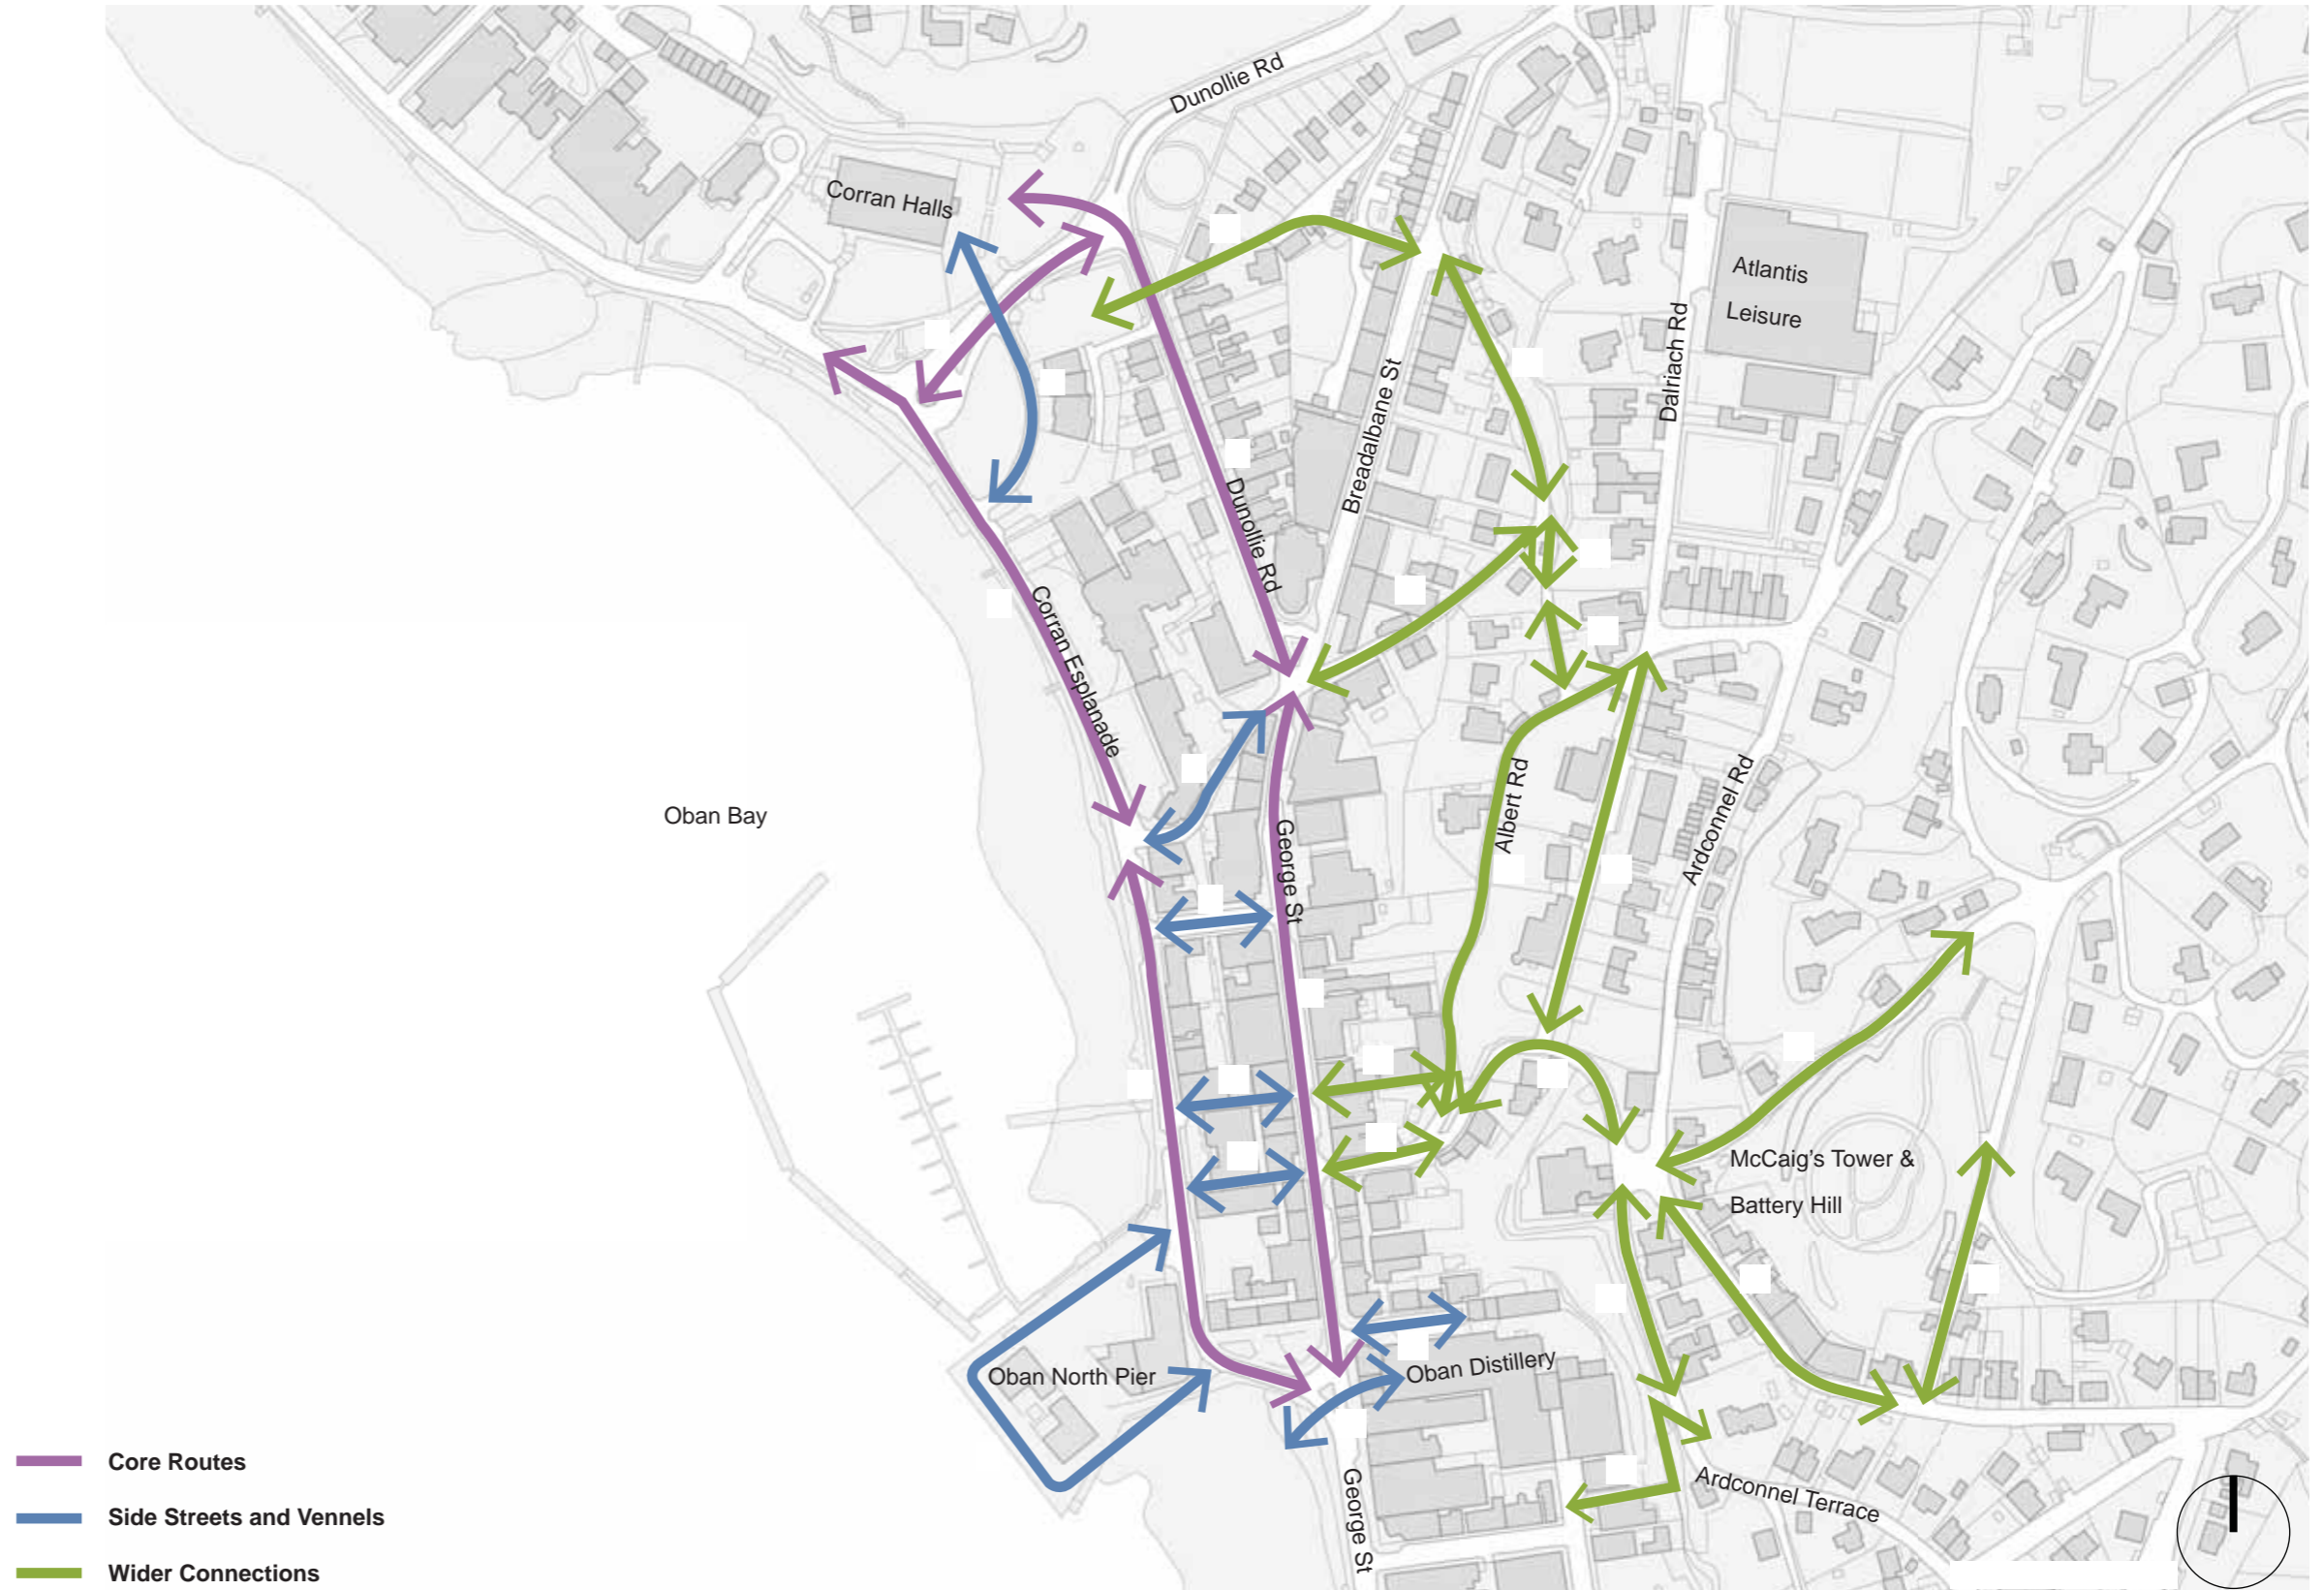 Dunollie Rd
Corran Halls
Atlantis
Leisure
Dalriach Rd
Breadalbane St
Dunollie Rd
Corran Esplanade
Oban Bay
Albert Rd
Ardconnel Rd
George St
McCaig's Tower &
Battery Hill
Oban North Pier
Oban Distillery
Core Routes
Side Streets and Vennels
Wider Connections
George St
Ardconnel Terrace